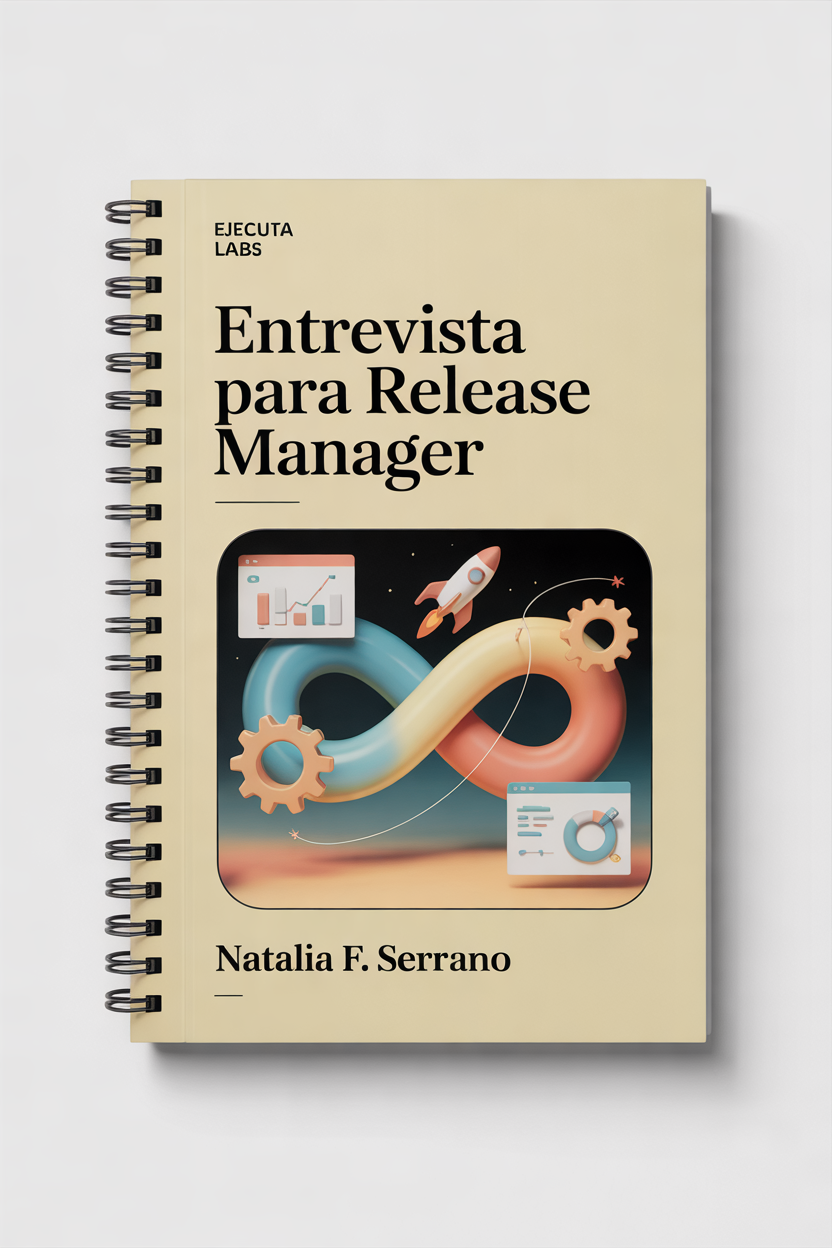 EJECUTA
LABS
Entrevista
para Release
Manager
Natalia F. Serrano